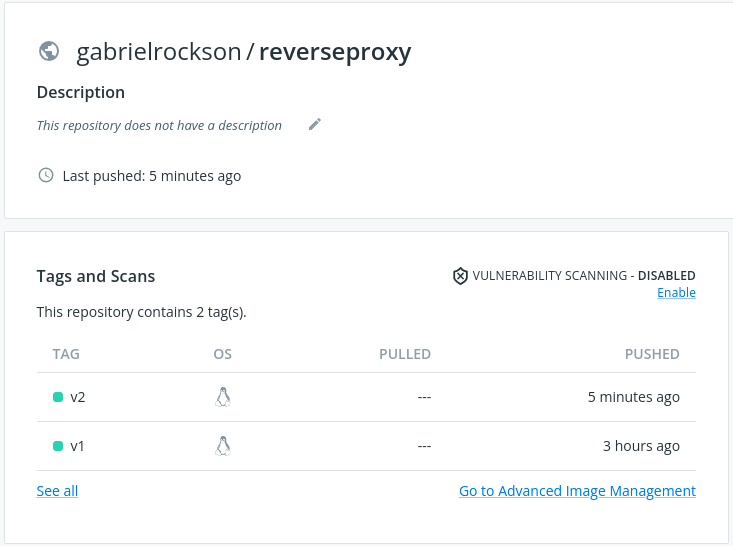 gabrielrockson / reverseproxy
Description
This repository does not have a description
Last pushed: 5 minutes ago
Tags and Scans
VULNERABILITY SCANNING - DISABLED
Enable
This repository contains 2 tag(s).
TAG OS PULLED PUSHED
v2 --- 5 minutes ago
v1 --- 3 hours ago
See all Go to Advanced Image Management